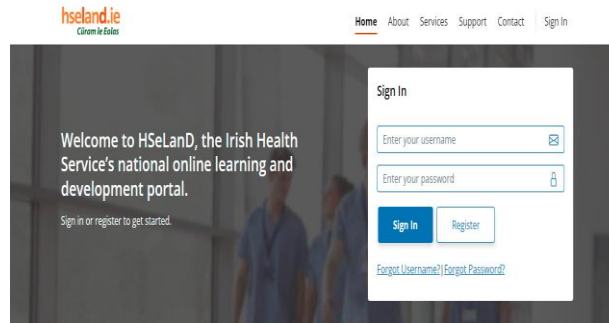 hseland.ie
Cúram le Eolas
Home About Services Support Contact Sign In
Welcome to HSeLanD, the Irish Health
Service's national online learning and
development portal.
Sign in or register to get started.
Sign In
Enter your username
Enter your password
Sign In Register
Forgot Username?|Forgot Password?